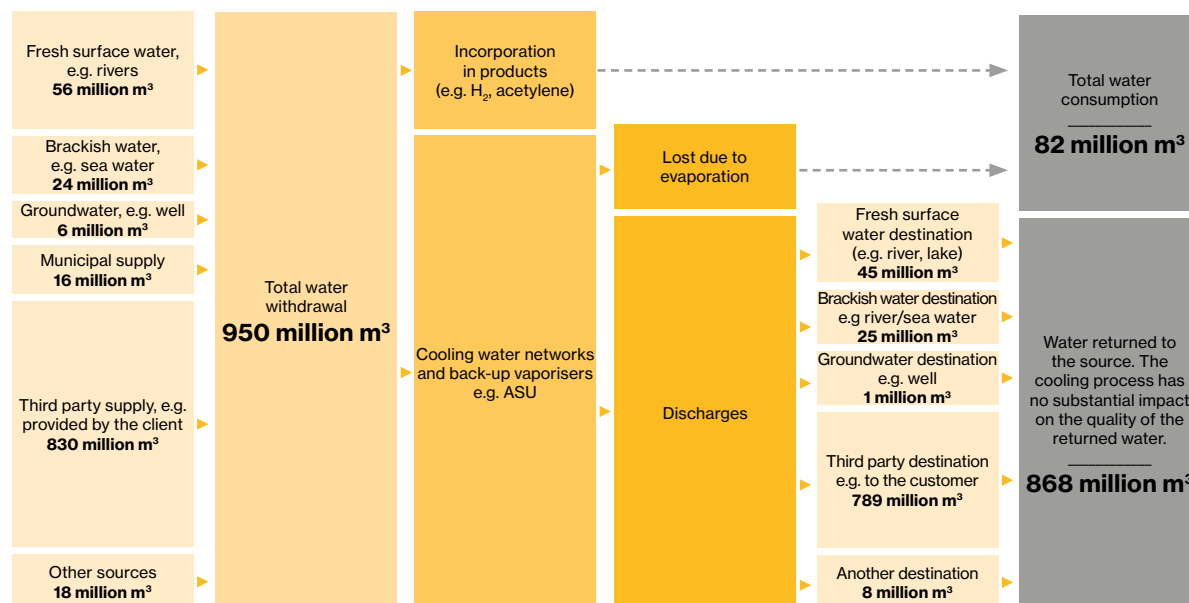 Fresh surface water,
e.g. rivers
56 million m³
Brackish water,
e.g. sea water
24 million m³
Groundwater, e.g. well
6 million m³
Municipal supply
16 million m³
Third party supply, e.g.
provided by the client
830 million m³
Other sources
18 million m³
Total water
withdrawal
950 million m³
Incorporation
in products
(e.g. H₂, acetylene)
Cooling water networks
and back-up vaporisers
e.g. ASU
Lost due to
evaporation
Discharges
Fresh surface
water destination
(e.g. river, lake)
45 million m³
Brackish water destination
e.g river/sea water
25 million m³
Groundwater destination
e.g. well
1 million m³
Third party destination
e.g. to the customer
789 million m³
Another destination
8 million m³
Total water
consumption
82 million m³
Water returned to
the source. The
cooling process has
no substantial impact
on the quality of the
returned water.
868 million m³